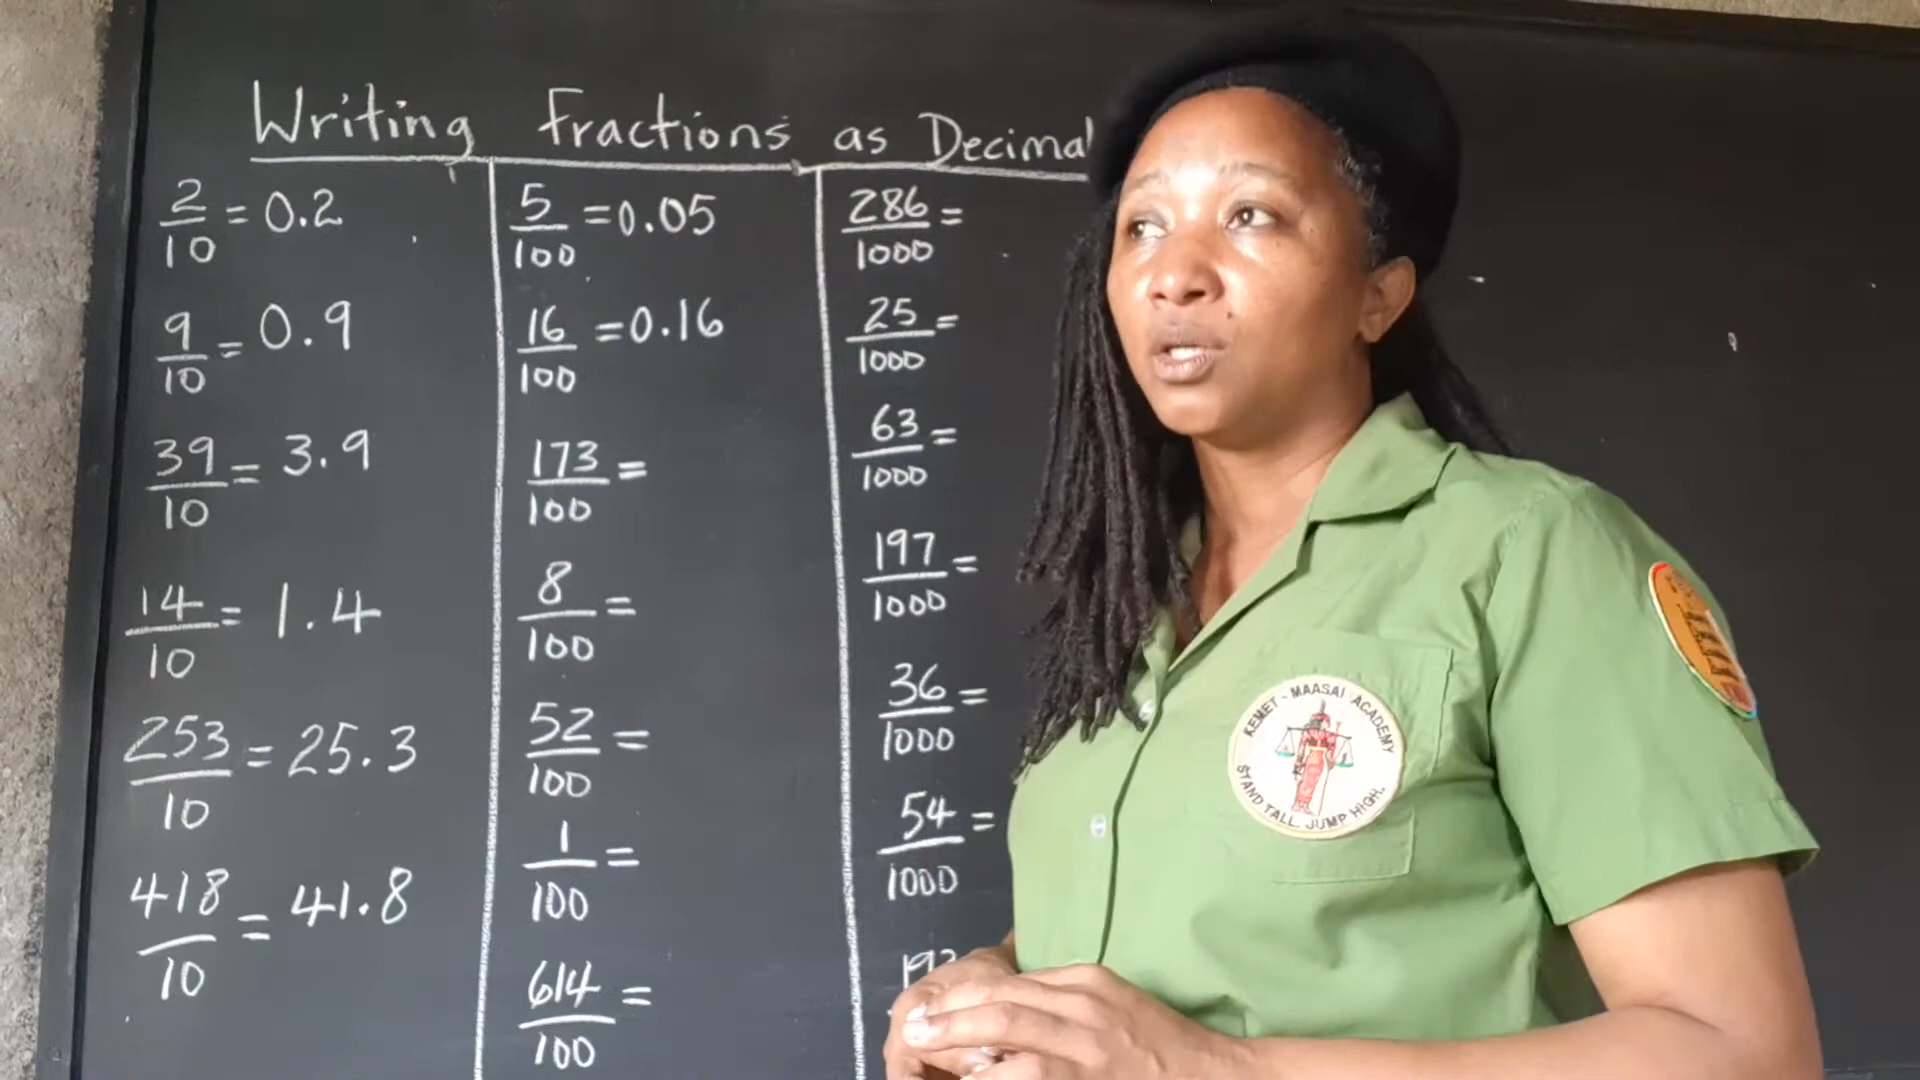 Writing Fractions as Decimal
2/10 = 0.2
9/10 = 0.9
39/10 = 3.9
14/10 = 1.4
253/10 = 25.3
418/10 = 41.8
5/100 = 0.05
16/100 = 0.16
173/100 =
8/100 =
52/100 =
1/100 =
614/100 =
286/1000 =
25/1000 =
63/1000 =
197/1000 =
36/1000 =
54/1000 =
KEMET - MAASAI ACADEMY
STAND TALL. JUMP HIGH.